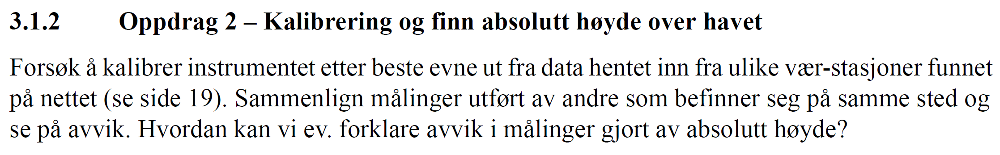 3.1.2 Oppdrag 2 – Kalibrering og finn absolutt høyde over havet
Forsøk å kalibrer instrumentet etter beste evne ut fra data hentet inn fra ulike vær-stasjoner funnet
på nettet (se side 19). Sammenlign målinger utført av andre som befinner seg på samme sted og
se på avvik. Hvordan kan vi ev. forklare avvik i målinger gjort av absolutt høyde?